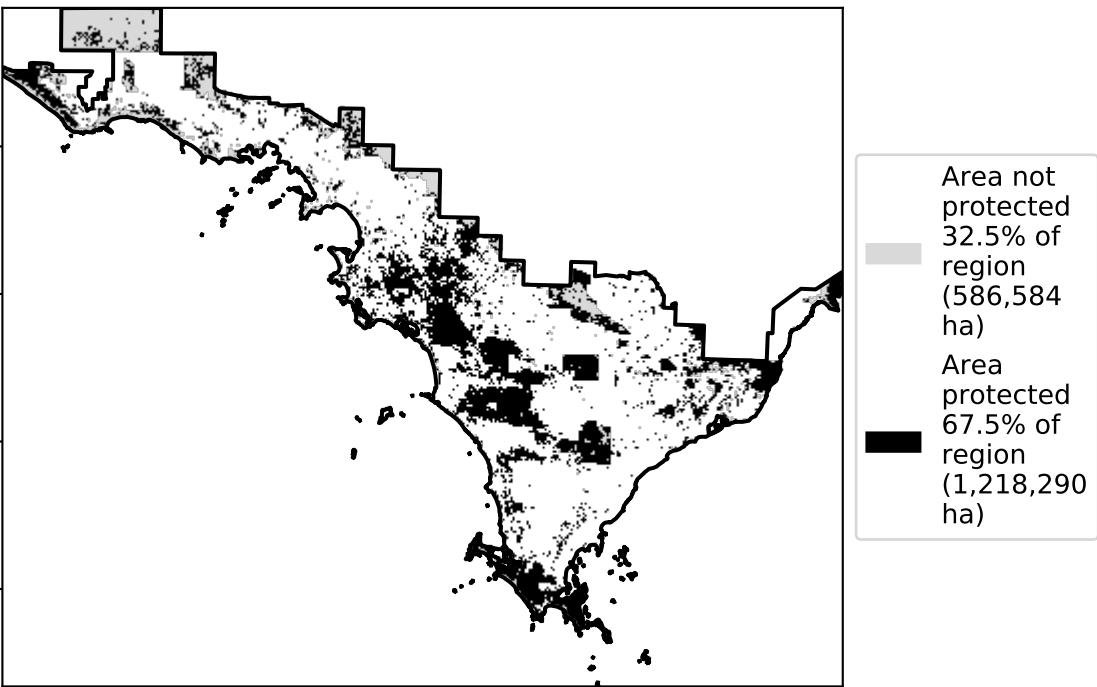 Area not
protected
32.5% of
region
(586,584
ha)
Area
protected
67.5% of
region
(1,218,290
ha)